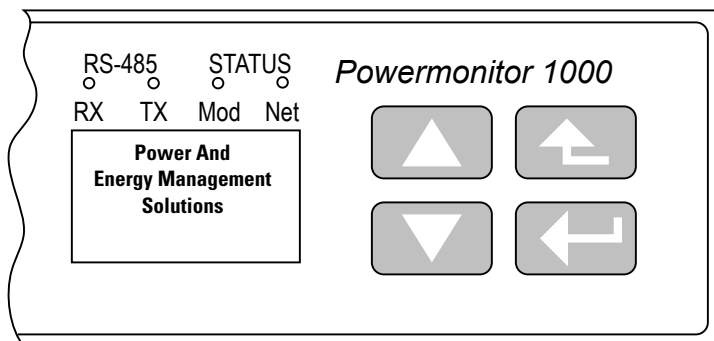 RS-485 STATUS
Powermonitor 1000
RX TX Mod Net
Power And
Energy Management
Solutions